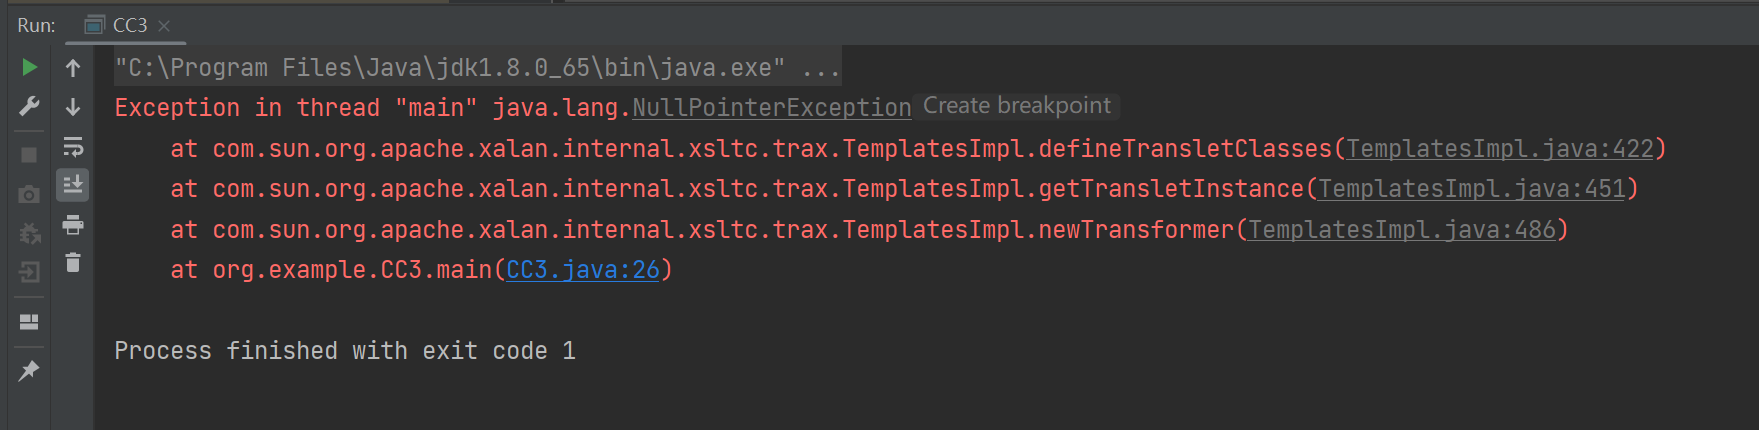 Run: CC3
"C:\Program Files\Java\jdk1.8.0_65\bin\java.exe" ...
Exception in thread "main" java.lang.NullPointerException Create breakpoint
    at com.sun.org.apache.xalan.internal.xsltc.trax.TemplatesImpl.defineTransletClasses(TemplatesImpl.java:422)
    at com.sun.org.apache.xalan.internal.xsltc.trax.TemplatesImpl.getTransletInstance(TemplatesImpl.java:451)
    at com.sun.org.apache.xalan.internal.xsltc.trax.TemplatesImpl.newTransformer(TemplatesImpl.java:486)
    at org.example.CC3.main(CC3.java:26)
Process finished with exit code 1